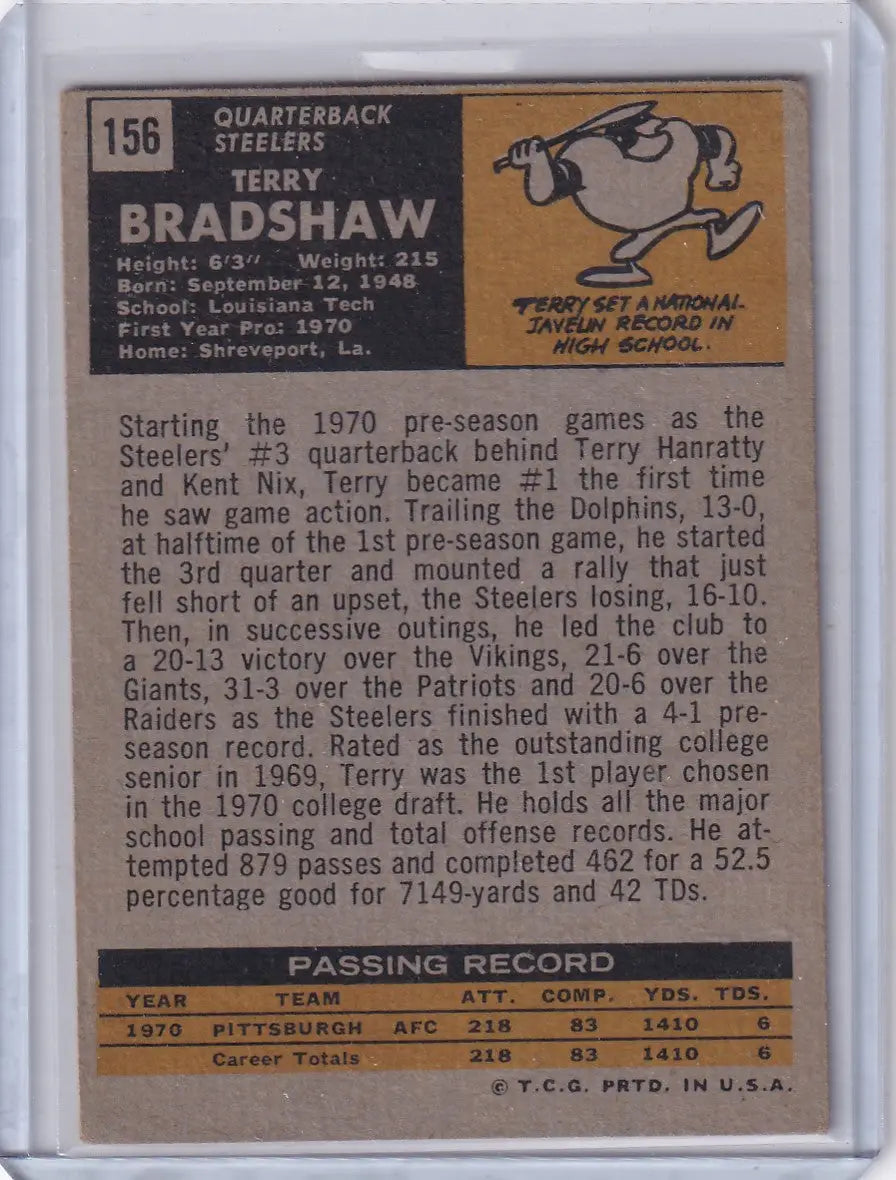 156
QUARTERBACK
STEELERS
TERRY
BRADSHAW
Height: 6'3" Weight: 215
Born: September 12, 1948
School: Louisiana Tech
First Year Pro: 1970
Home: Shreveport, La.
TERRY SET A NATIONAL
JAVELIN RECORD IN
HIGH SCHOOL.
Starting the 1970 pre-season games as the
Steelers' #3 quarterback behind Terry Hanratty
and Kent Nix, Terry became #1 the first time
he saw game action. Trailing the Dolphins, 13-0,
at halftime of the 1st pre-season game, he started
the 3rd quarter and mounted a rally that just
fell short of an upset, the Steelers losing, 16-10.
Then, in successive outings, he led the club to
a 20-13 victory over the Vikings, 21-6 over the
Giants, 31-3 over the Patriots and 20-6 over the
Raiders as the Steelers finished with a 4-1 pre-
season record. Rated as the outstanding college
senior in 1969, Terry was the 1st player chosen
in the 1970 college draft. He holds all the major
school passing and total offense records. He at-
tempted 879 passes and completed 462 for a 52.5
percentage good for 7149-yards and 42 TDs.
PASSING RECORD
YEAR TEAM ATT. COMP. YDS. TDS.
1970 PITTSBURGH AFC 218 83 1410 6
Career Totals 218 83 1410 6
© T.C.G. PRTD. IN U.S.A.